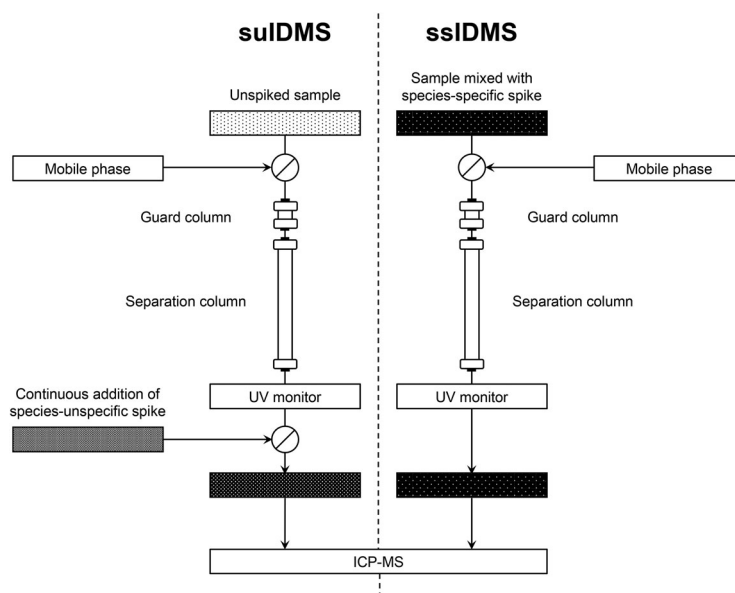 suIDMS
ssIDMS
Unspiked sample
Sample mixed with
species-specific spike
Mobile phase
Mobile phase
Guard column
Guard column
Separation column
Separation column
Continuous addition of
species-unspecific spike
UV monitor
UV monitor
ICP-MS